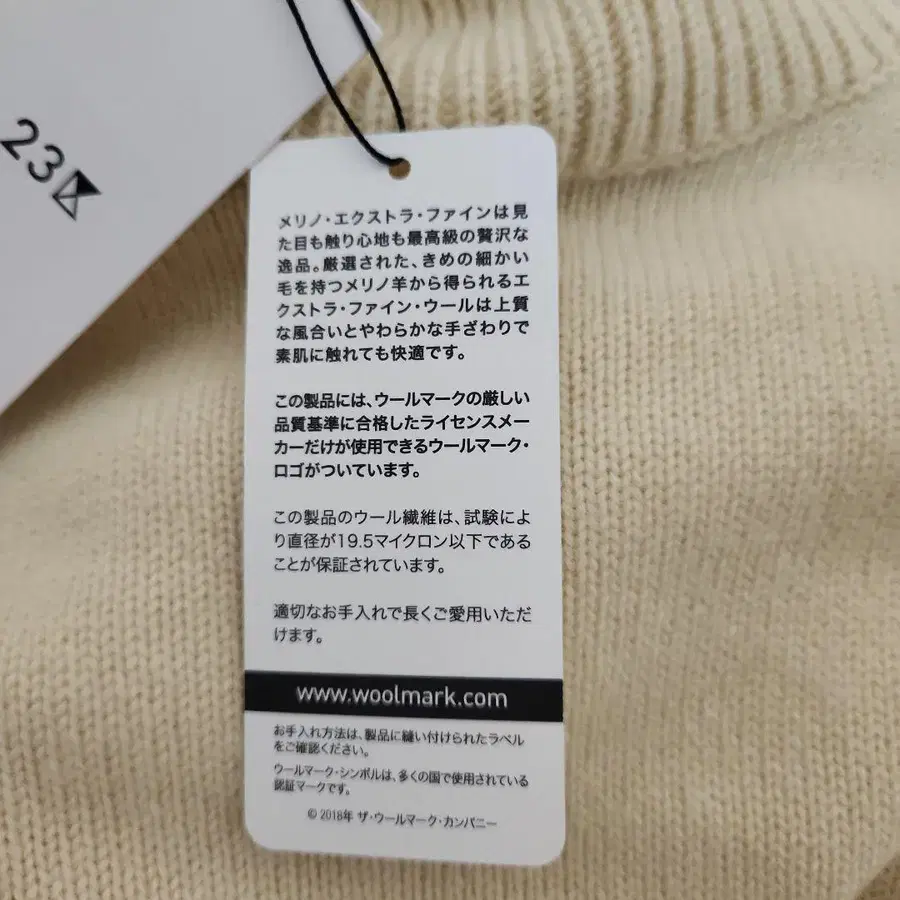 23
メリノ・エクストラ・ファインは見
た目も触り心地も最高級の贅沢な
逸品。厳選された、きめの細かい
毛を持つメリノ羊から得られるエ
クストラ・ファイン・ウールは上質
な風合いとやわらかな手ざわりで
素肌に触れても快適です。
この製品には、ウールマークの厳しい
品質基準に合格したライセンスメー
カーだけが使用できるウールマーク・
ロゴがついています。
この製品のウール繊維は、試験によ
り直径が19.5マイクロン以下である
ことが保証されています。
適切なお手入れで長くご愛用いただ
けます。
www.woolmark.com
お手入れ方法は、製品に縫い付けられたラベル
をご確認ください。
ウールマーク・シンボルは、多くの国で使用されている
認証マークです。
© 2018年 ザ・ウールマーク・カンパニー